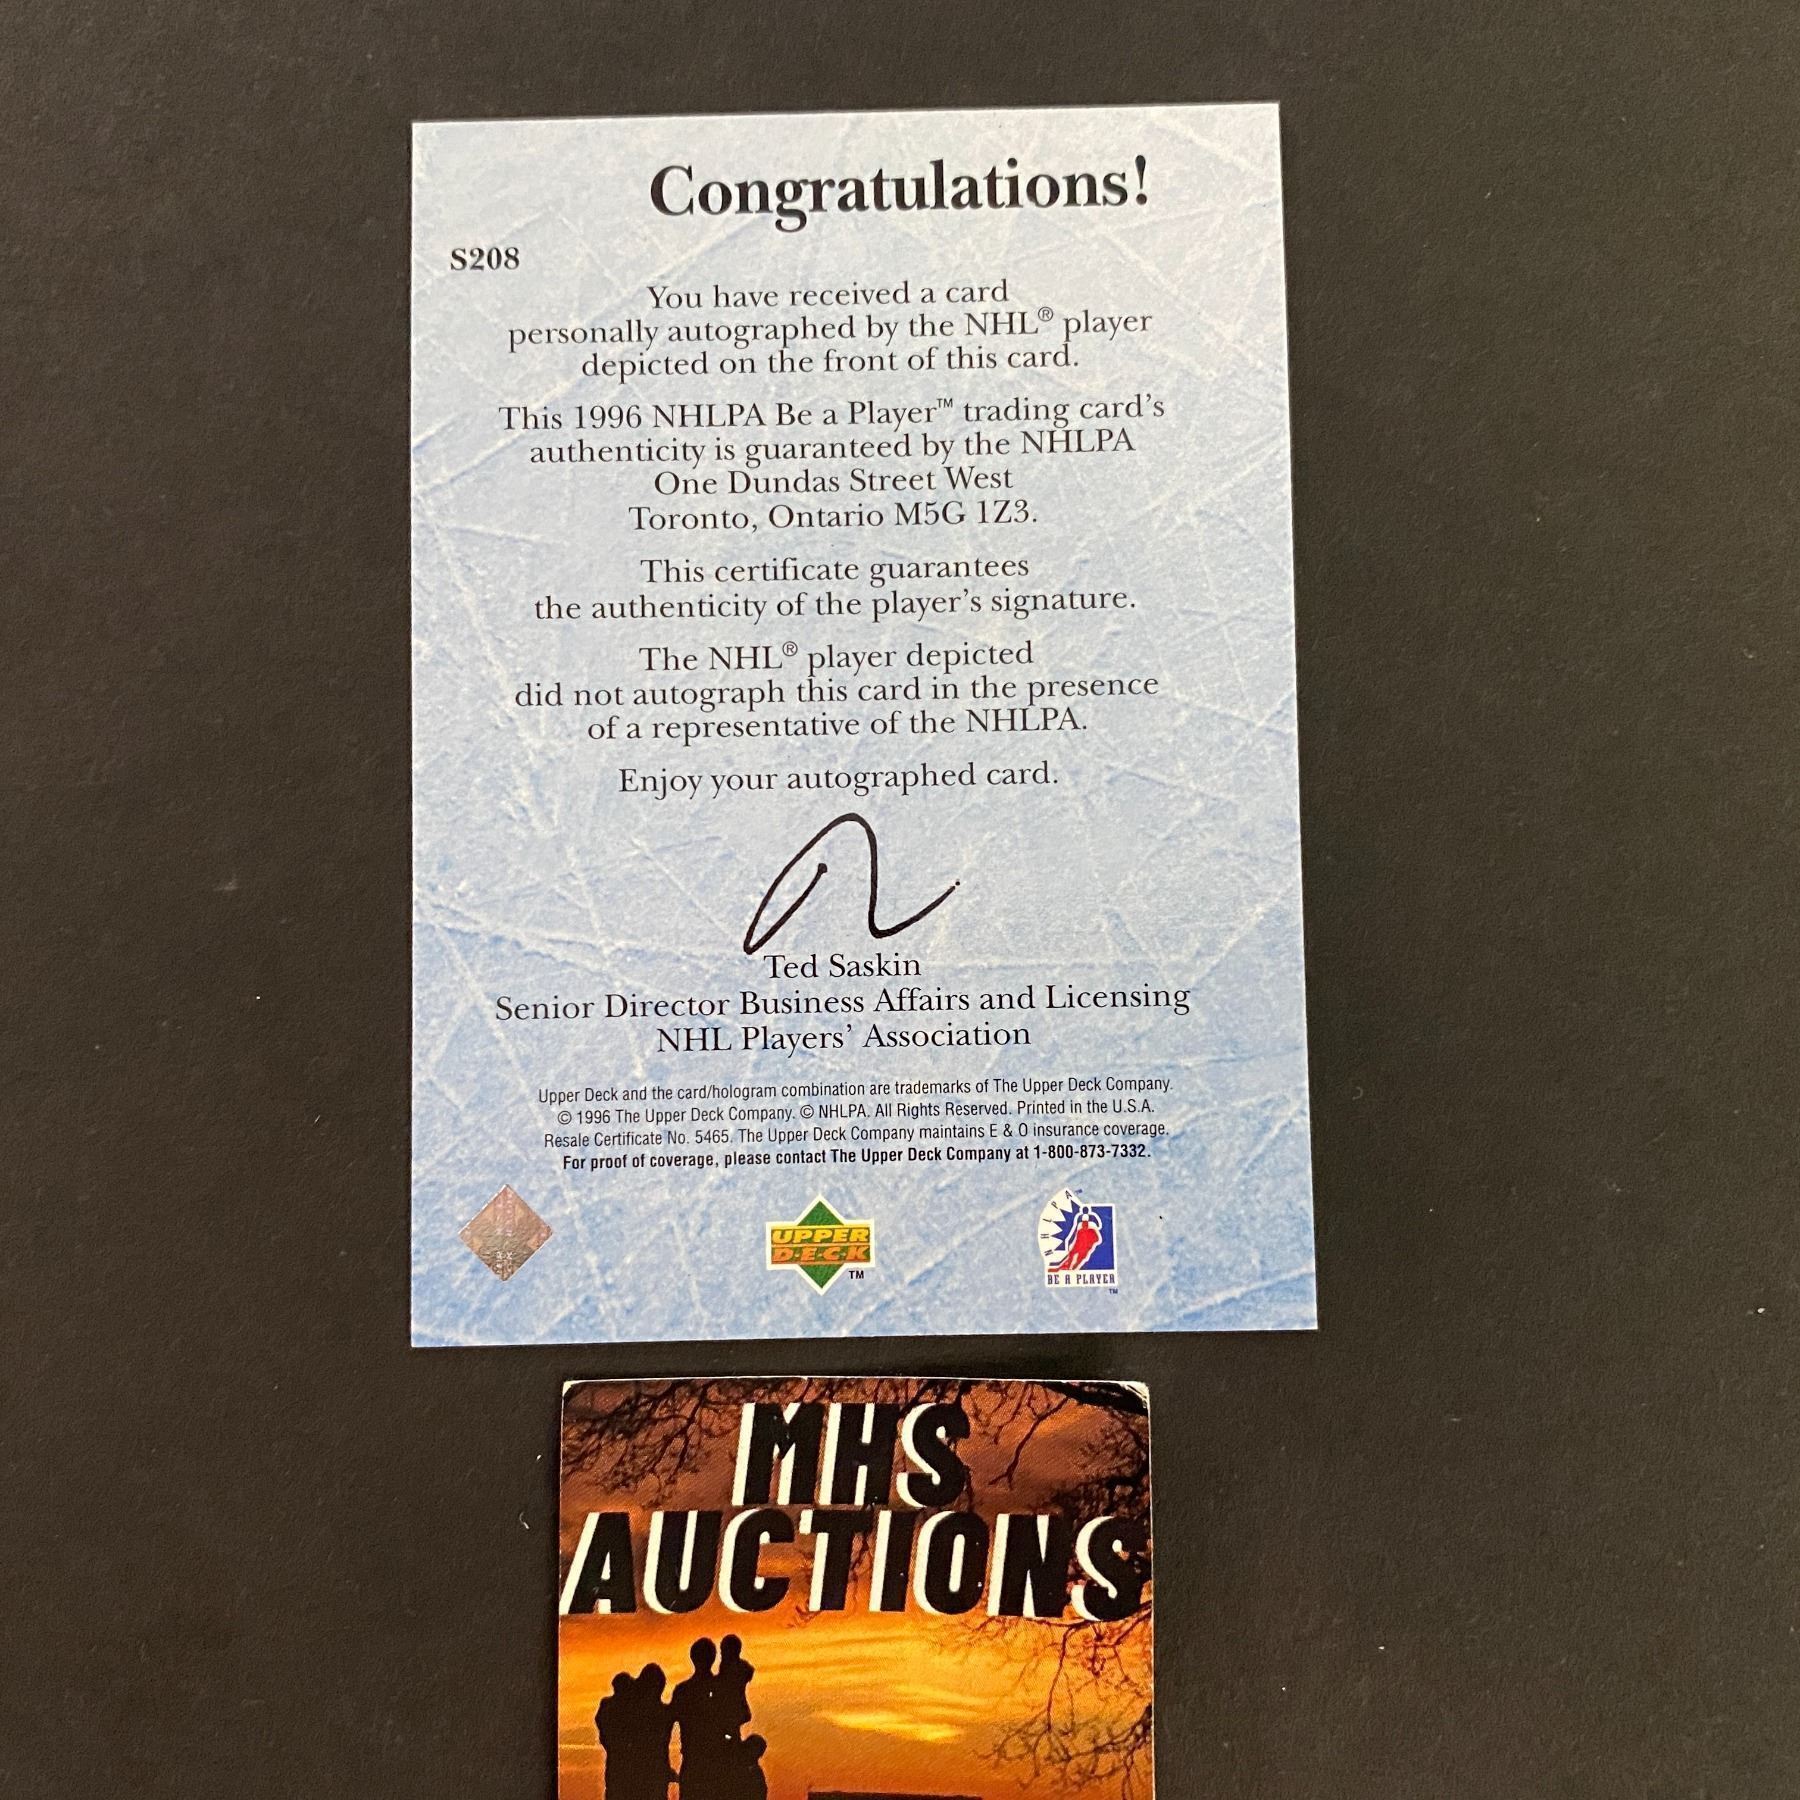 Congratulations!
S208
You have received a card
personally autographed by the NHL® player
depicted on the front of this card.
This 1996 NHLPA Be a Player™ trading card's
authenticity is guaranteed by the NHLPA
One Dundas Street West
Toronto, Ontario M5G 1Z3.
This certificate guarantees
the authenticity of the player's signature.
The NHL® player depicted
did not autograph this card in the presence
of a representative of the NHLPA.
Enjoy your autographed card.
Ted Saskin
Senior Director Business Affairs and Licensing
NHL Players' Association
Upper Deck and the card/hologram combination are trademarks of The Upper Deck Company.
© 1996 The Upper Deck Company. © NHLPA. All Rights Reserved. Printed in the U.S.A.
Resale Certificate No. 5465. The Upper Deck Company maintains E & O insurance coverage.
For proof of coverage, please contact The Upper Deck Company at 1-800-873-7332.
UPPER
D·E·C·K
™
NHLPA
BE A PLAYER
™
MHS
AUCTIONS